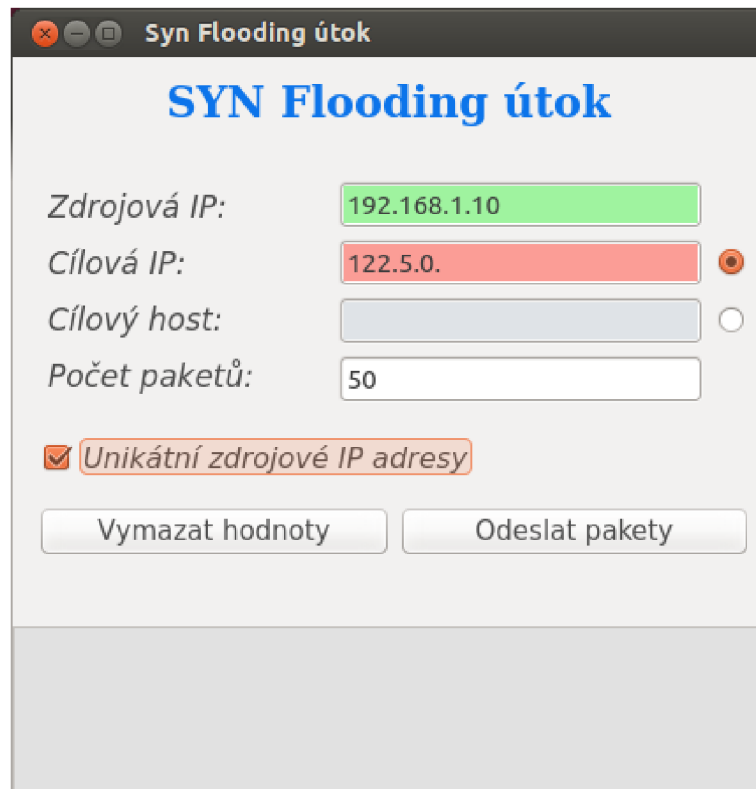 Syn Flooding útok
SYN Flooding útok
Zdrojová IP: 192.168.1.10
Cílová IP: 122.5.0.
Cílový host:
Počet paketů: 50
Unikátní zdrojové IP adresy
Vymazat hodnoty Odeslat pakety